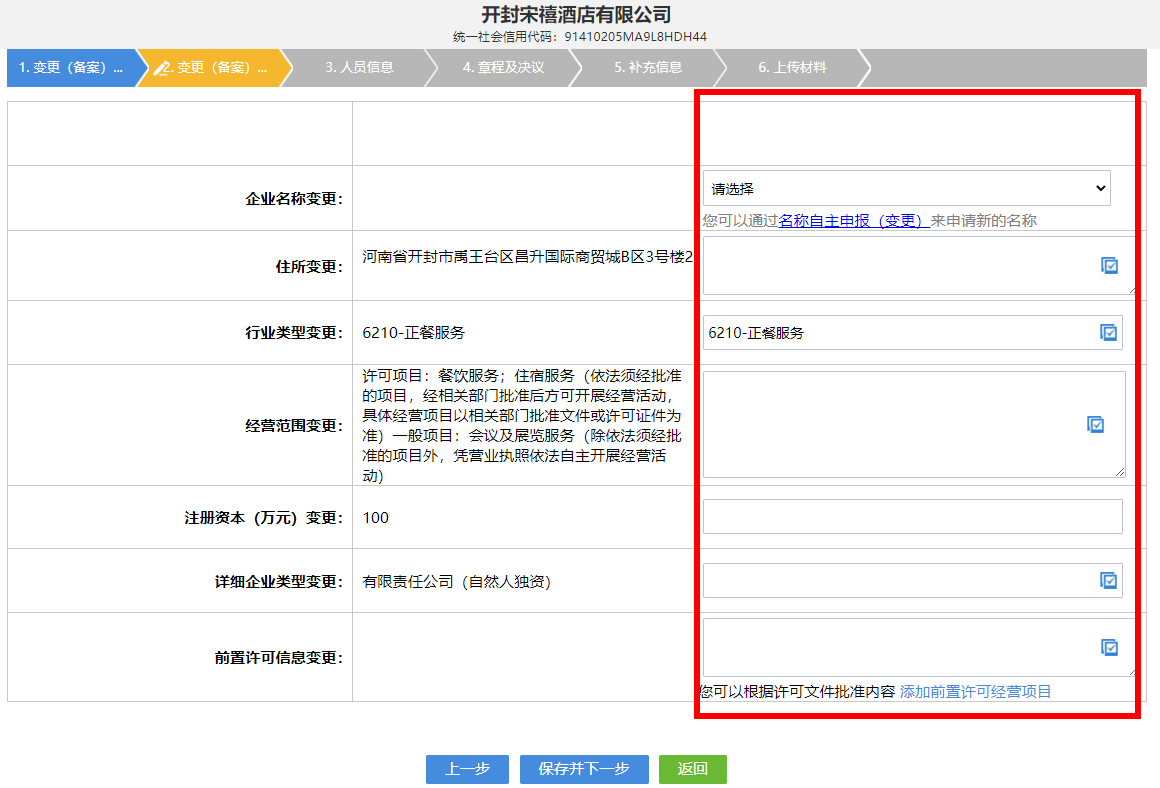 开封宋禧酒店有限公司
统一社会信用代码：91410205MA9L8HDH44
1. 变更（备案）...
2. 变更（备案）...
3. 人员信息
4. 章程及决议
5. 补充信息
6. 上传材料
企业名称变更：
请选择
您可以通过名称自主申报（变更）来申请新的名称
住所变更：
河南省开封市禹王台区昌升国际商贸城B区3号楼2
行业类型变更：
6210-正餐服务
6210-正餐服务
经营范围变更：
许可项目：餐饮服务；住宿服务（依法须经批准
的项目，经相关部门批准后方可开展经营活动，
具体经营项目以相关部门批准文件或许可证件为
准）一般项目：会议及展览服务（除依法须经批
准的项目外，凭营业执照依法自主开展经营活
动）
注册资本（万元）变更：
100
详细企业类型变更：
有限责任公司（自然人独资）
前置许可信息变更：
您可以根据许可文件批准内容 添加前置许可经营项目
上一步
保存并下一步
返回